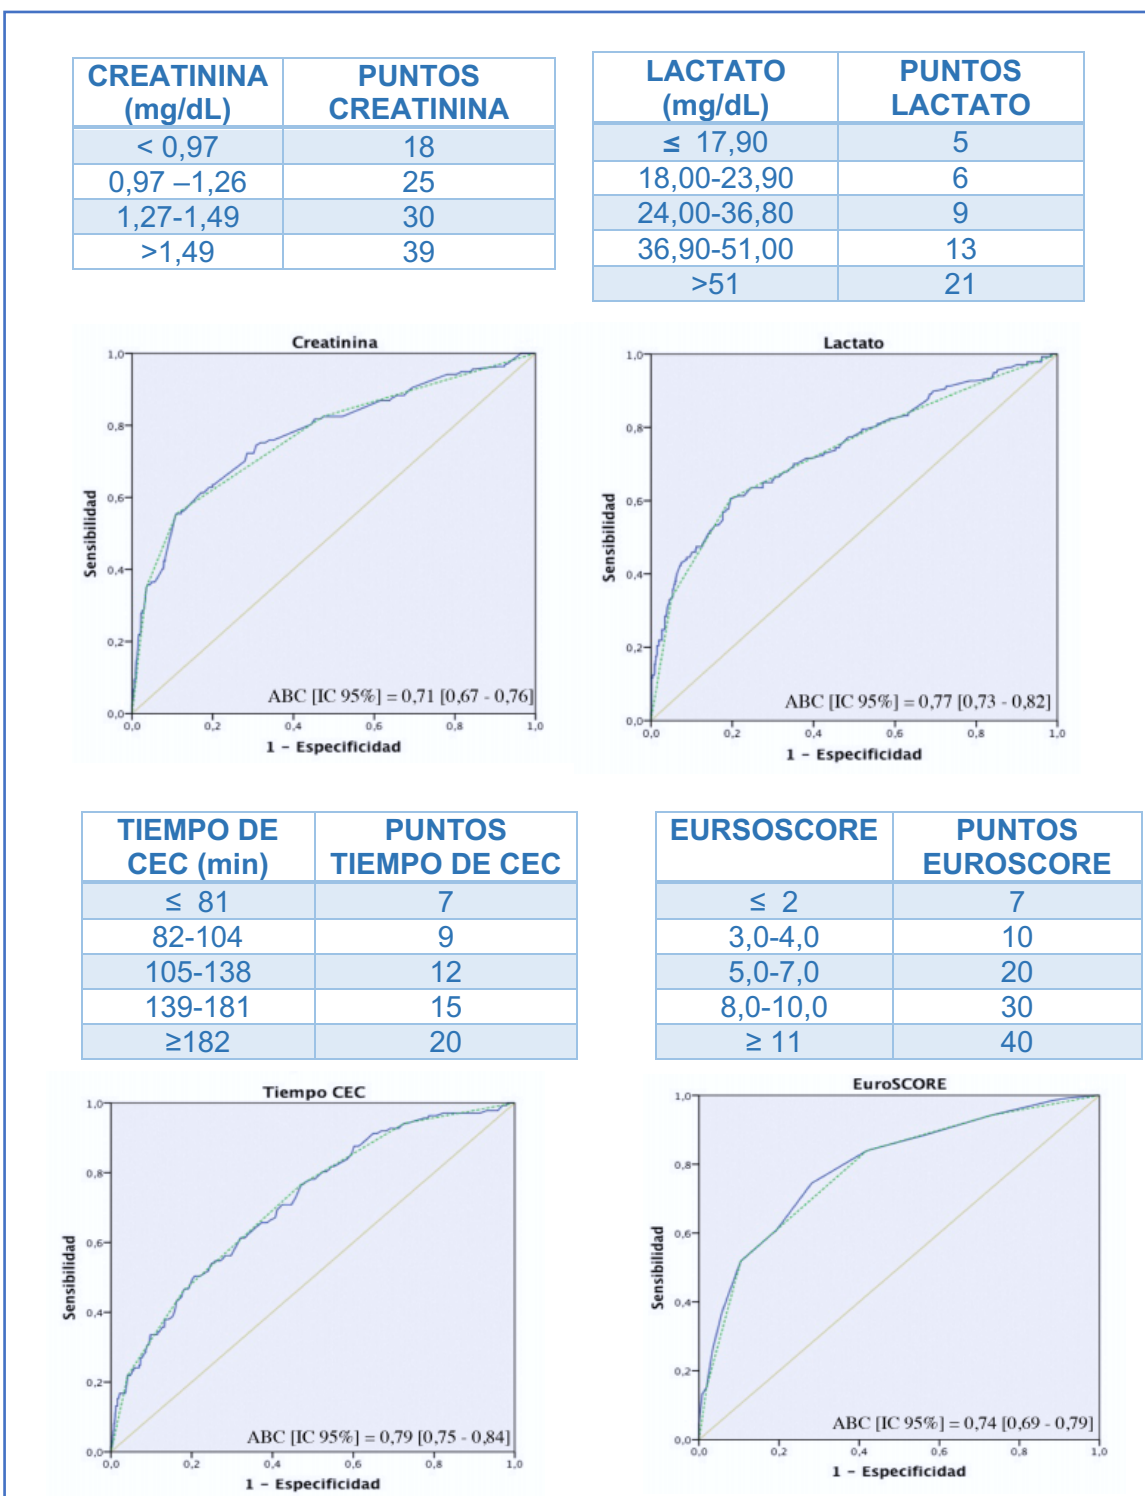 CREATININA (mg/dL) PUNTOS CREATININA
< 0,97 18
0,97 –1,26 25
1,27-1,49 30
>1,49 39
LACTATO (mg/dL) PUNTOS LACTATO
≤ 17,90 5
18,00-23,90 6
24,00-36,80 9
36,90-51,00 13
>51 21
Creatinina
1,0
0,8
0,6
0,4
0,2
0,0
Sensibilidad
ABC [IC 95%] = 0,71 [0,67 - 0,76]
0,0 0,2 0,4 0,6 0,8 1,0
1 - Especificidad
Lactato
1,0
0,8
0,6
0,4
0,2
0,0
Sensibilidad
ABC [IC 95%] = 0,77 [0,73 - 0,82]
0,0 0,2 0,4 0,6 0,8 1,0
1 - Especificidad
TIEMPO DE CEC (min) PUNTOS TIEMPO DE CEC
≤ 81 7
82-104 9
105-138 12
139-181 15
≥182 20
EURSOSCORE PUNTOS EUROSCORE
≤ 2 7
3,0-4,0 10
5,0-7,0 20
8,0-10,0 30
≥ 11 40
Tiempo CEC
1,0
0,8
0,6
0,4
0,2
0,0
Sensibilidad
ABC [IC 95%] = 0,79 [0,75 - 0,84]
0,0 0,2 0,4 0,6 0,8 1,0
1 - Especificidad
EuroSCORE
1,0
0,8
0,6
0,4
0,2
0,0
Sensibilidad
ABC [IC 95%] = 0,74 [0,69 - 0,79]
0,0 0,2 0,4 0,6 0,8 1,0
1 - Especificidad